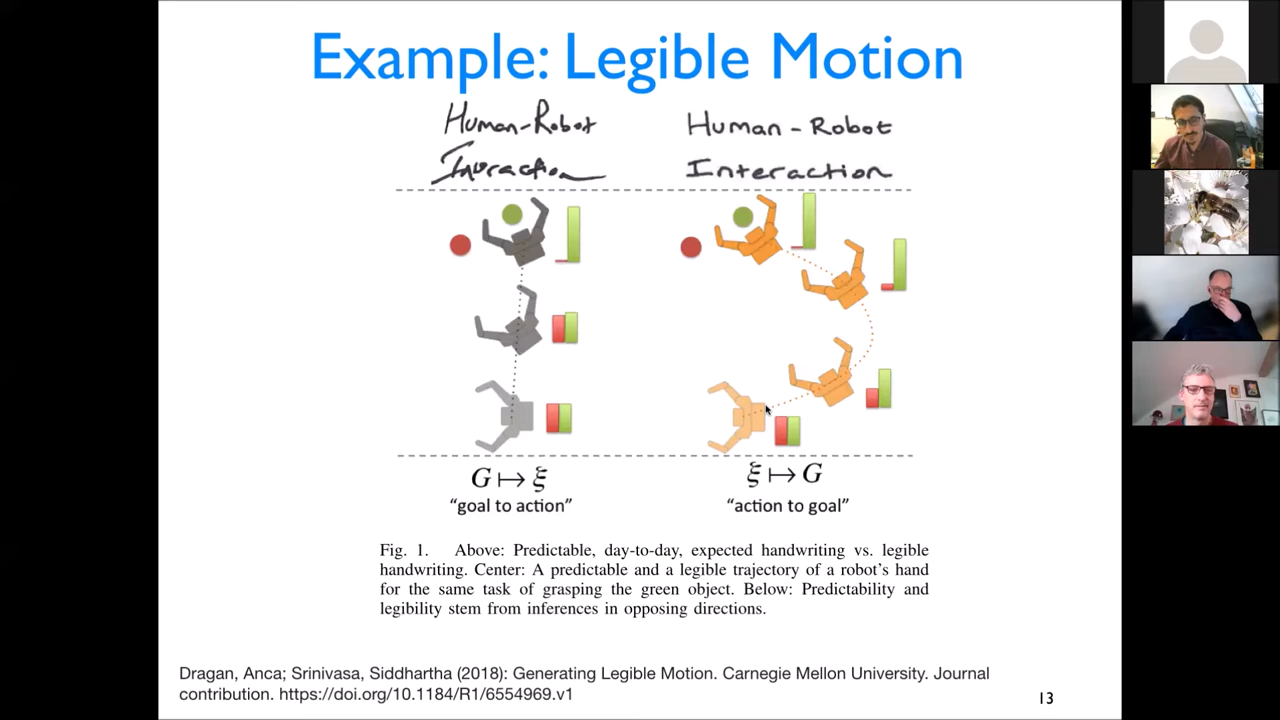 Example: Legible Motion
Human-Robot
Human-Robot
Interaction
G ↦ ξ
ξ ↦ G
“goal to action”
“action to goal”
Fig. 1. Above: Predictable, day-to-day, expected handwriting vs. legible
handwriting. Center: A predictable and a legible trajectory of a robot’s hand
for the same task of grasping the green object. Below: Predictability and
legibility stem from inferences in opposing directions.
Dragan, Anca; Srinivasa, Siddhartha (2018): Generating Legible Motion. Carnegie Mellon University. Journal
contribution. https://doi.org/10.1184/R1/6554969.v1
13